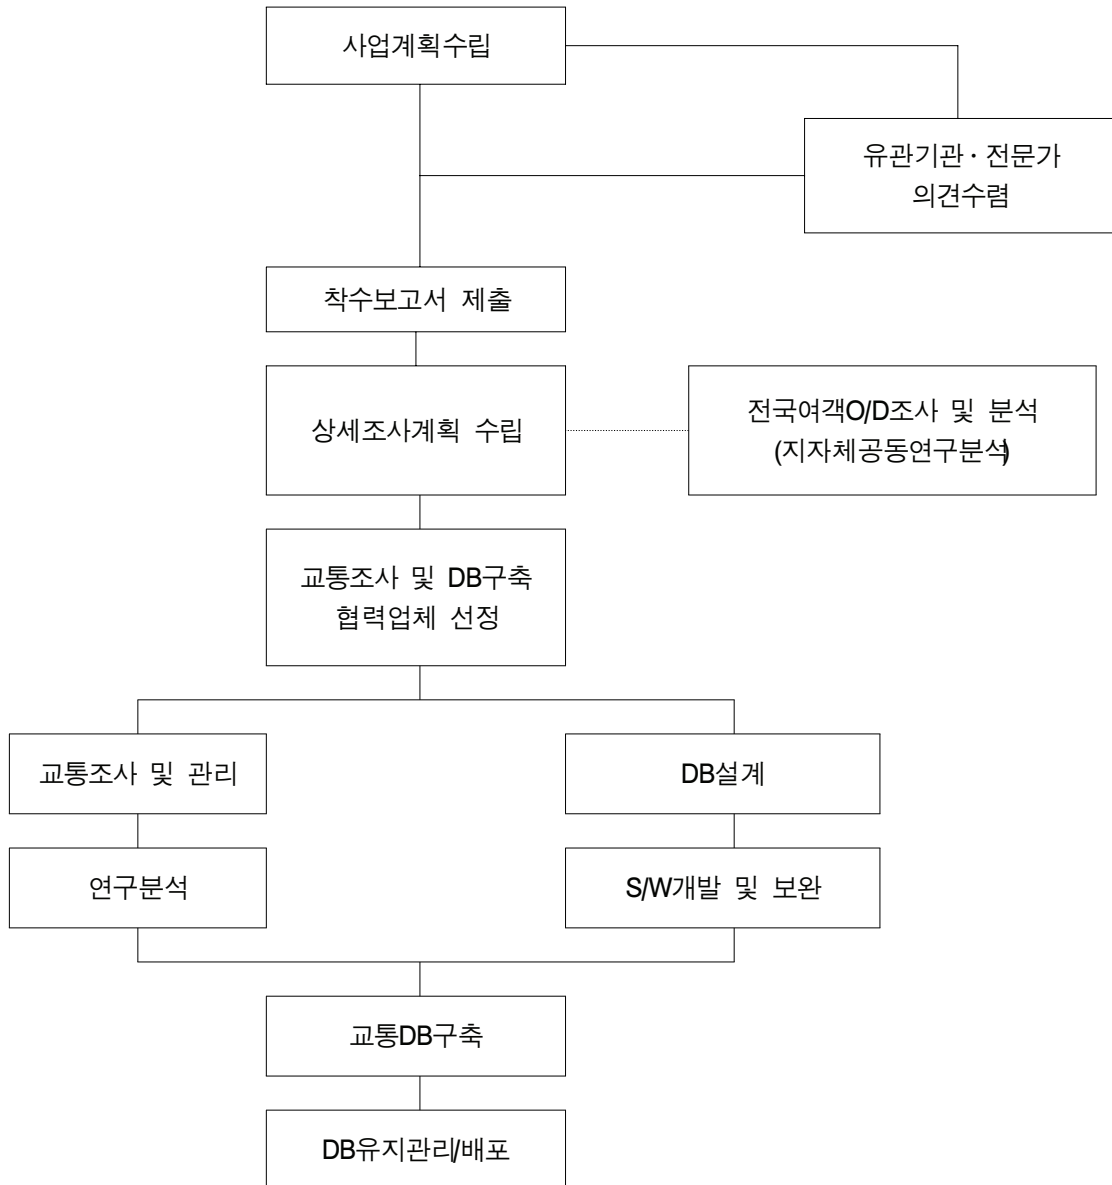 사업계획수립
유관기관·전문가
의견수렴
착수보고서 제출
상세조사계획 수립
전국여객O/D조사 및 분석
(지자체공동연구분석)
교통조사 및 DB구축
협력업체 선정
교통조사 및 관리
DB설계
연구분석
S/W개발 및 보완
교통DB구축
DB유지관리/배포